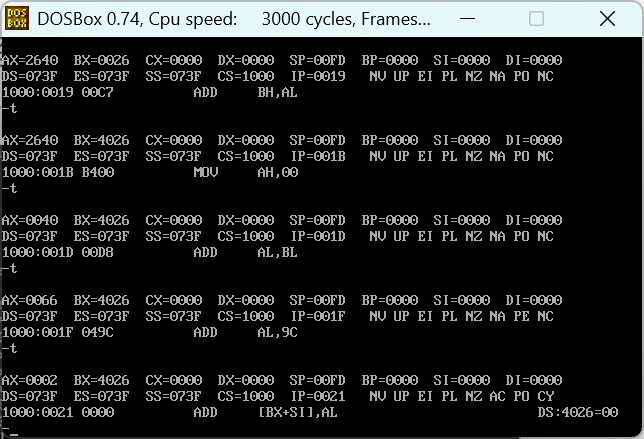 DOS BOX DOSBox 0.74, Cpu speed: 3000 cycles, Frames...
AX=2640 BX=0026 CX=0000 DX=0000 SP=00FD BP=0000 SI=0000 DI=0000
DS=073F ES=073F SS=073F CS=1000 IP=0019 NV UP EI PL NZ NA PO NC
1000:0019 00C7 ADD BH,AL
-t
AX=2640 BX=4026 CX=0000 DX=0000 SP=00FD BP=0000 SI=0000 DI=0000
DS=073F ES=073F SS=073F CS=1000 IP=001B NV UP EI PL NZ NA PO NC
1000:001B B400 MOV AH,00
-t
AX=0040 BX=4026 CX=0000 DX=0000 SP=00FD BP=0000 SI=0000 DI=0000
DS=073F ES=073F SS=073F CS=1000 IP=001D NV UP EI PL NZ NA PO NC
1000:001D 00D8 ADD AL,BL
-t
AX=0066 BX=4026 CX=0000 DX=0000 SP=00FD BP=0000 SI=0000 DI=0000
DS=073F ES=073F SS=073F CS=1000 IP=001F NV UP EI PL NZ NA PE NC
1000:001F 049C ADD AL,9C
-t
AX=0002 BX=4026 CX=0000 DX=0000 SP=00FD BP=0000 SI=0000 DI=0000
DS=073F ES=073F SS=073F CS=1000 IP=0021 NV UP EI PL NZ AC PO CY
1000:0021 0000 ADD [BX+SI],AL DS:4026=00
-_